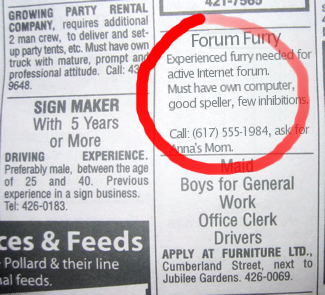 GROWING PARTY RENTAL
COMPANY, requires additional
2 man crew, to deliver and set-
up party tents, etc. Must have own
truck with mature, prompt and
professional attitude. Call:
9648.
SIGN MAKER
With 5 Years
or More
DRIVING EXPERIENCE.
Preferably male, between the age
of 25 and 40. Previous
experience in a sign business.
Tel: 426-0183.
ces & Feeds
Pollard & their line
al feeds.
421-7965
Forum Furry
Experienced furry needed for
active Internet forum.
Must have own computer,
good speller, few inhibitions.
Call: (617) 555-1984, ask for
Anna's Mom.
Maid
Boys for General
Work
Office Clerk
Drivers
APPLY AT FURNITURE LTD.,
Cumberland Street, next to
Jubilee Gardens. 426-0069.